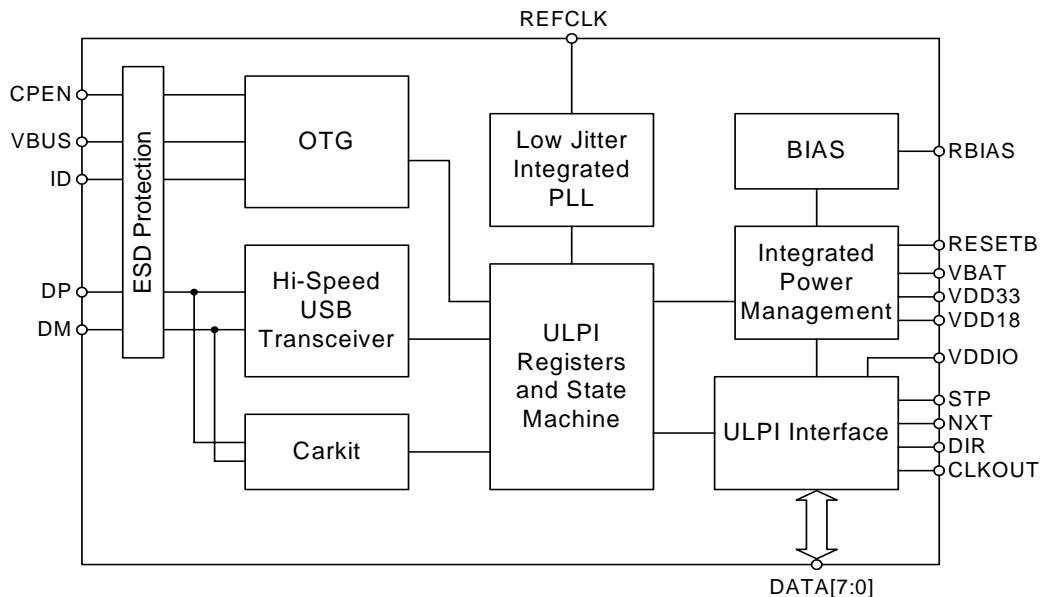 REFCLK
CPEN
VBUS
ID
DP
DM
ESD Protection
OTG
Hi-Speed
USB
Transceiver
Carkit
Low Jitter
Integrated
PLL
ULPI
Registers
and State
Machine
BIAS
Integrated
Power
Management
ULPI Interface
RBIAS
RESETB
VBAT
VDD33
VDD18
VDDIO
STP
NXT
DIR
CLKOUT
DATA[7:0]